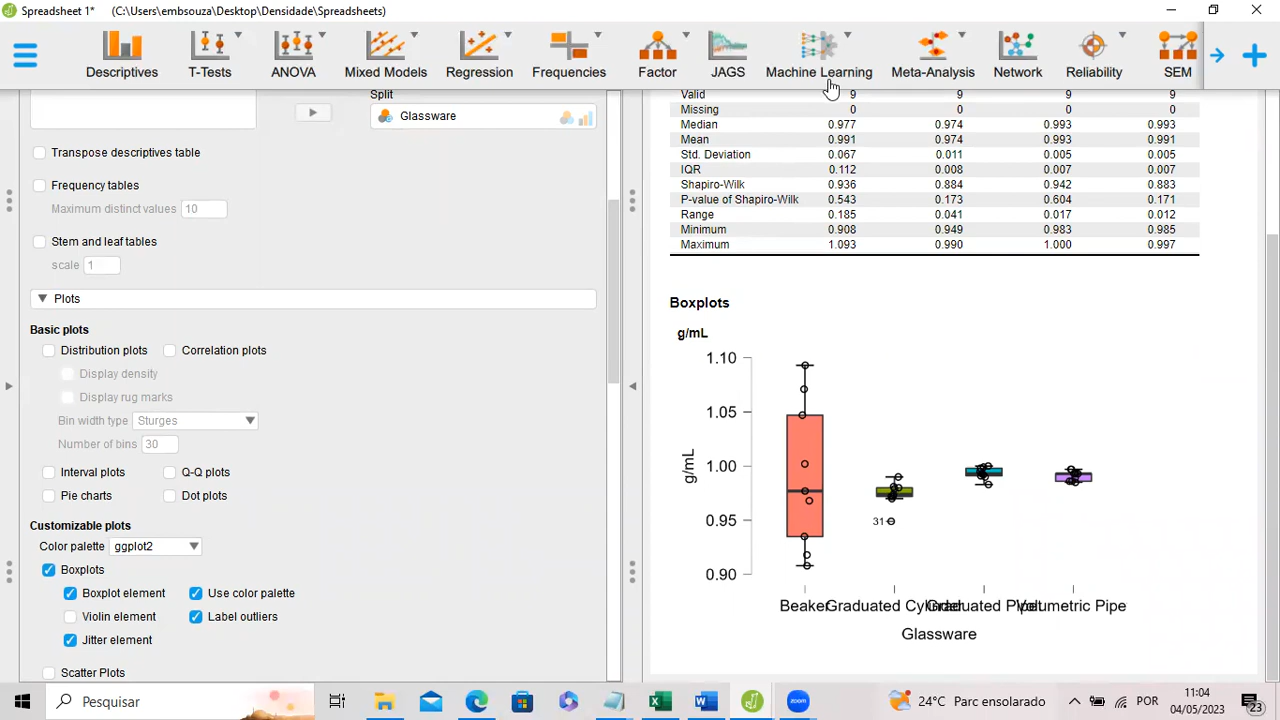 Spreadsheet 1* (C:\Users\embsouza\Desktop\Densidade\Spreadsheets)
Descriptives T-Tests ANOVA Mixed Models Regression Frequencies Factor JAGS Machine Learning Meta-Analysis Network Reliability SEM
Split
Glassware
Transpose descriptives table
Frequency tables
Maximum distinct values 10
Stem and leaf tables
scale 1
Plots
Basic plots
Distribution plots Correlation plots
Display density
Display rug marks
Bin width type Sturges
Number of bins 30
Interval plots Q-Q plots
Pie charts Dot plots
Customizable plots
Color palette ggplot2
Boxplots
Boxplot element Use color palette
Violin element Label outliers
Jitter element
Scatter Plots
Valid 9 9 9 9
Missing 0 0 0 0
Median 0.977 0.974 0.993 0.993
Mean 0.991 0.974 0.993 0.991
Std. Deviation 0.067 0.011 0.005 0.005
IQR 0.112 0.008 0.007 0.007
Shapiro-Wilk 0.936 0.884 0.942 0.883
P-value of Shapiro-Wilk 0.543 0.173 0.604 0.171
Range 0.185 0.041 0.017 0.012
Minimum 0.908 0.949 0.983 0.985
Maximum 1.093 0.990 1.000 0.997
Boxplots
g/mL
1.10
1.05
1.00
0.95
0.90
g/mL
31
Beaker Graduated Cylinder Graduated Pipet Volumetric Pipe
Glassware
Pesquisar
24°C Parc ensolarado
POR
11:04
04/05/2023
23